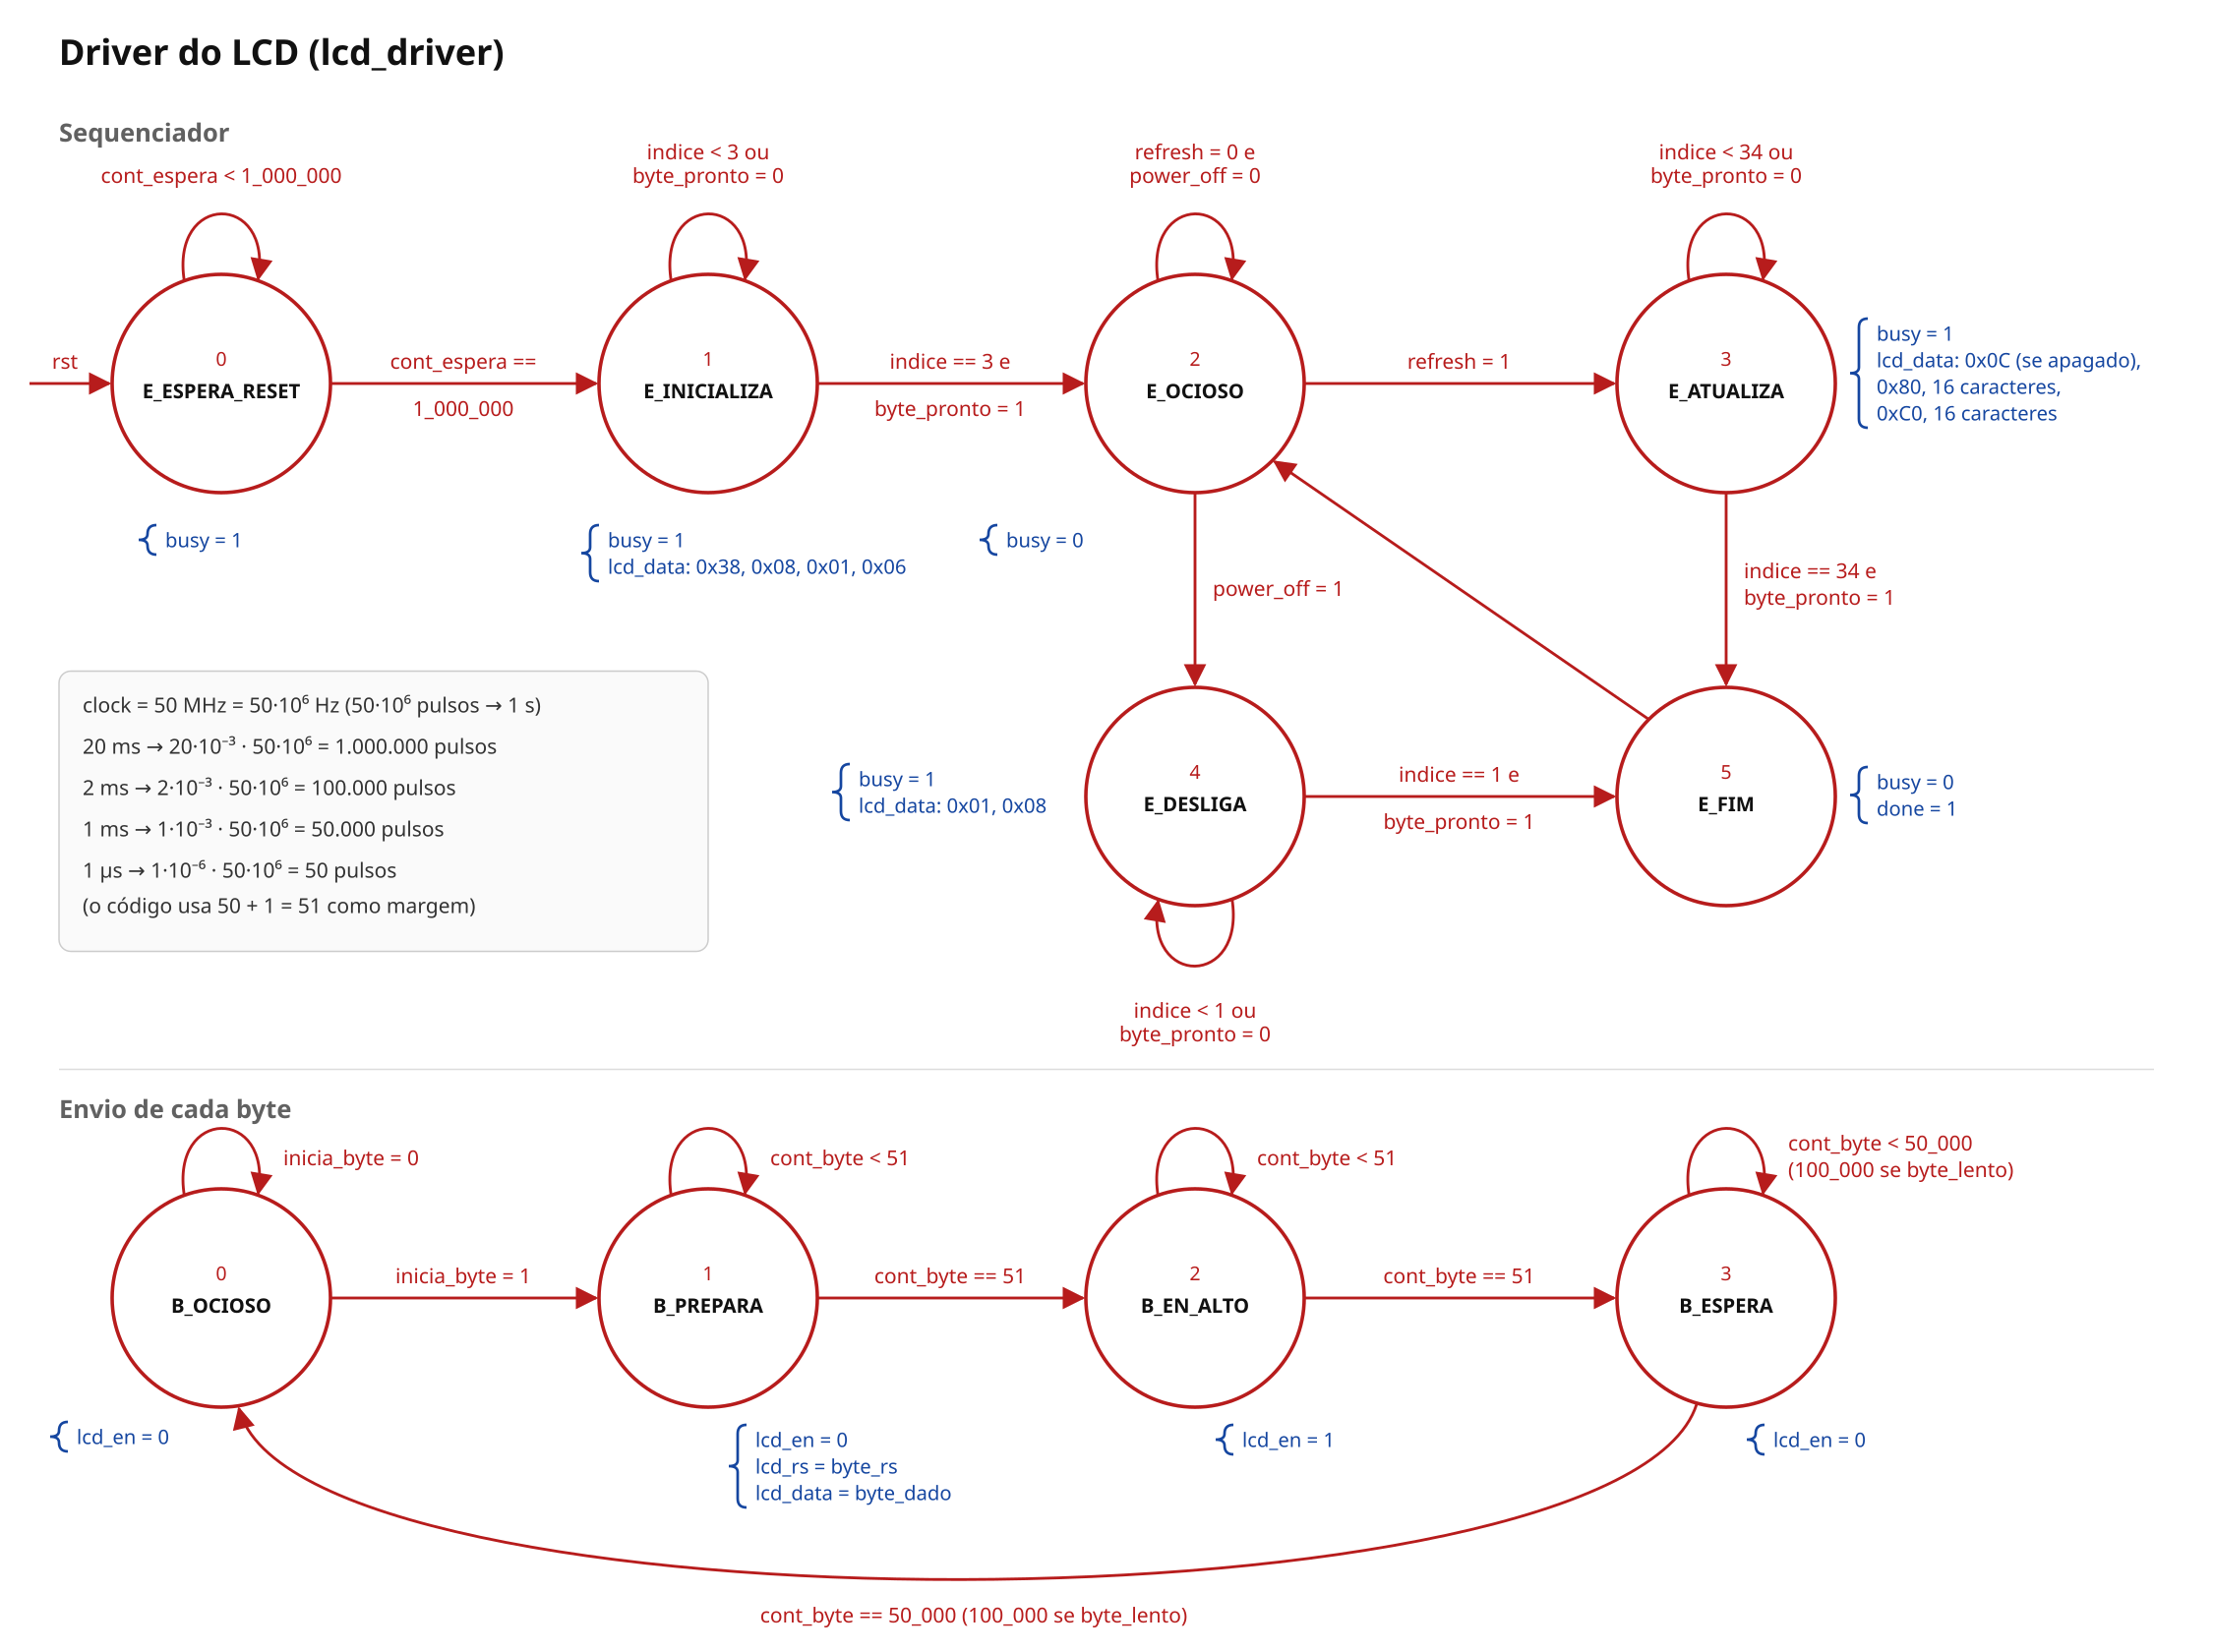 Driver do LCD (lcd_driver)
Sequenciador
cont_espera < 1_000_000
indice < 3 ou
byte_pronto = 0
refresh = 0 e
power_off = 0
indice < 34 ou
byte_pronto = 0
rst
0
E_ESPERA_RESET
cont_espera ==
1_000_000
1
E_INICIALIZA
indice == 3 e
byte_pronto = 1
2
E_OCIOSO
refresh = 1
3
E_ATUALIZA
busy = 1
lcd_data: 0x0C (se apagado),
0x80, 16 caracteres,
0xC0, 16 caracteres
busy = 1
busy = 1
lcd_data: 0x38, 0x08, 0x01, 0x06
busy = 0
power_off = 1
indice == 34 e
byte_pronto = 1
clock = 50 MHz = 50·10⁶ Hz (50·10⁶ pulsos → 1 s)
20 ms → 20·10⁻³ · 50·10⁶ = 1.000.000 pulsos
2 ms → 2·10⁻³ · 50·10⁶ = 100.000 pulsos
1 ms → 1·10⁻³ · 50·10⁶ = 50.000 pulsos
1 µs → 1·10⁻⁶ · 50·10⁶ = 50 pulsos
(o código usa 50 + 1 = 51 como margem)
busy = 1
lcd_data: 0x01, 0x08
4
E_DESLIGA
indice == 1 e
byte_pronto = 1
5
E_FIM
busy = 0
done = 1
indice < 1 ou
byte_pronto = 0
Envio de cada byte
inicia_byte = 0
cont_byte < 51
cont_byte < 51
cont_byte < 50_000
(100_000 se byte_lento)
0
B_OCIOSO
inicia_byte = 1
1
B_PREPARA
cont_byte == 51
2
B_EN_ALTO
cont_byte == 51
3
B_ESPERA
lcd_en = 0
lcd_en = 0
lcd_rs = byte_rs
lcd_data = byte_dado
lcd_en = 1
lcd_en = 0
cont_byte == 50_000 (100_000 se byte_lento)